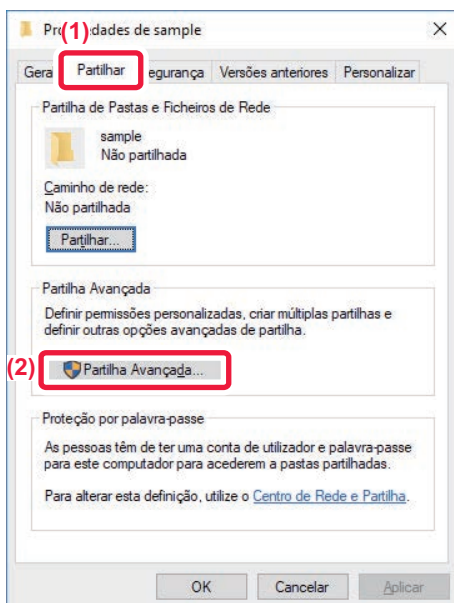 Pr(1)edades de sample
Gera Partilhar egurança Versões anteriores Personalizar
Partilha de Pastas e Ficheiros de Rede
sample
Não partilhada
Caminho de rede:
Não partilhada
Partilhar...
Partilha Avançada
Definir permissões personalizadas, criar múltiplas partilhas e
definir outras opções avançadas de partilha.
(2) Partilha Avançada...
Proteção por palavra-passe
As pessoas têm de ter uma conta de utilizador e palavra-passe
para este computador para acederem a pastas partilhadas.
Para alterar esta definição, utilize o Centro de Rede e Partilha.
OK Cancelar Aplicar